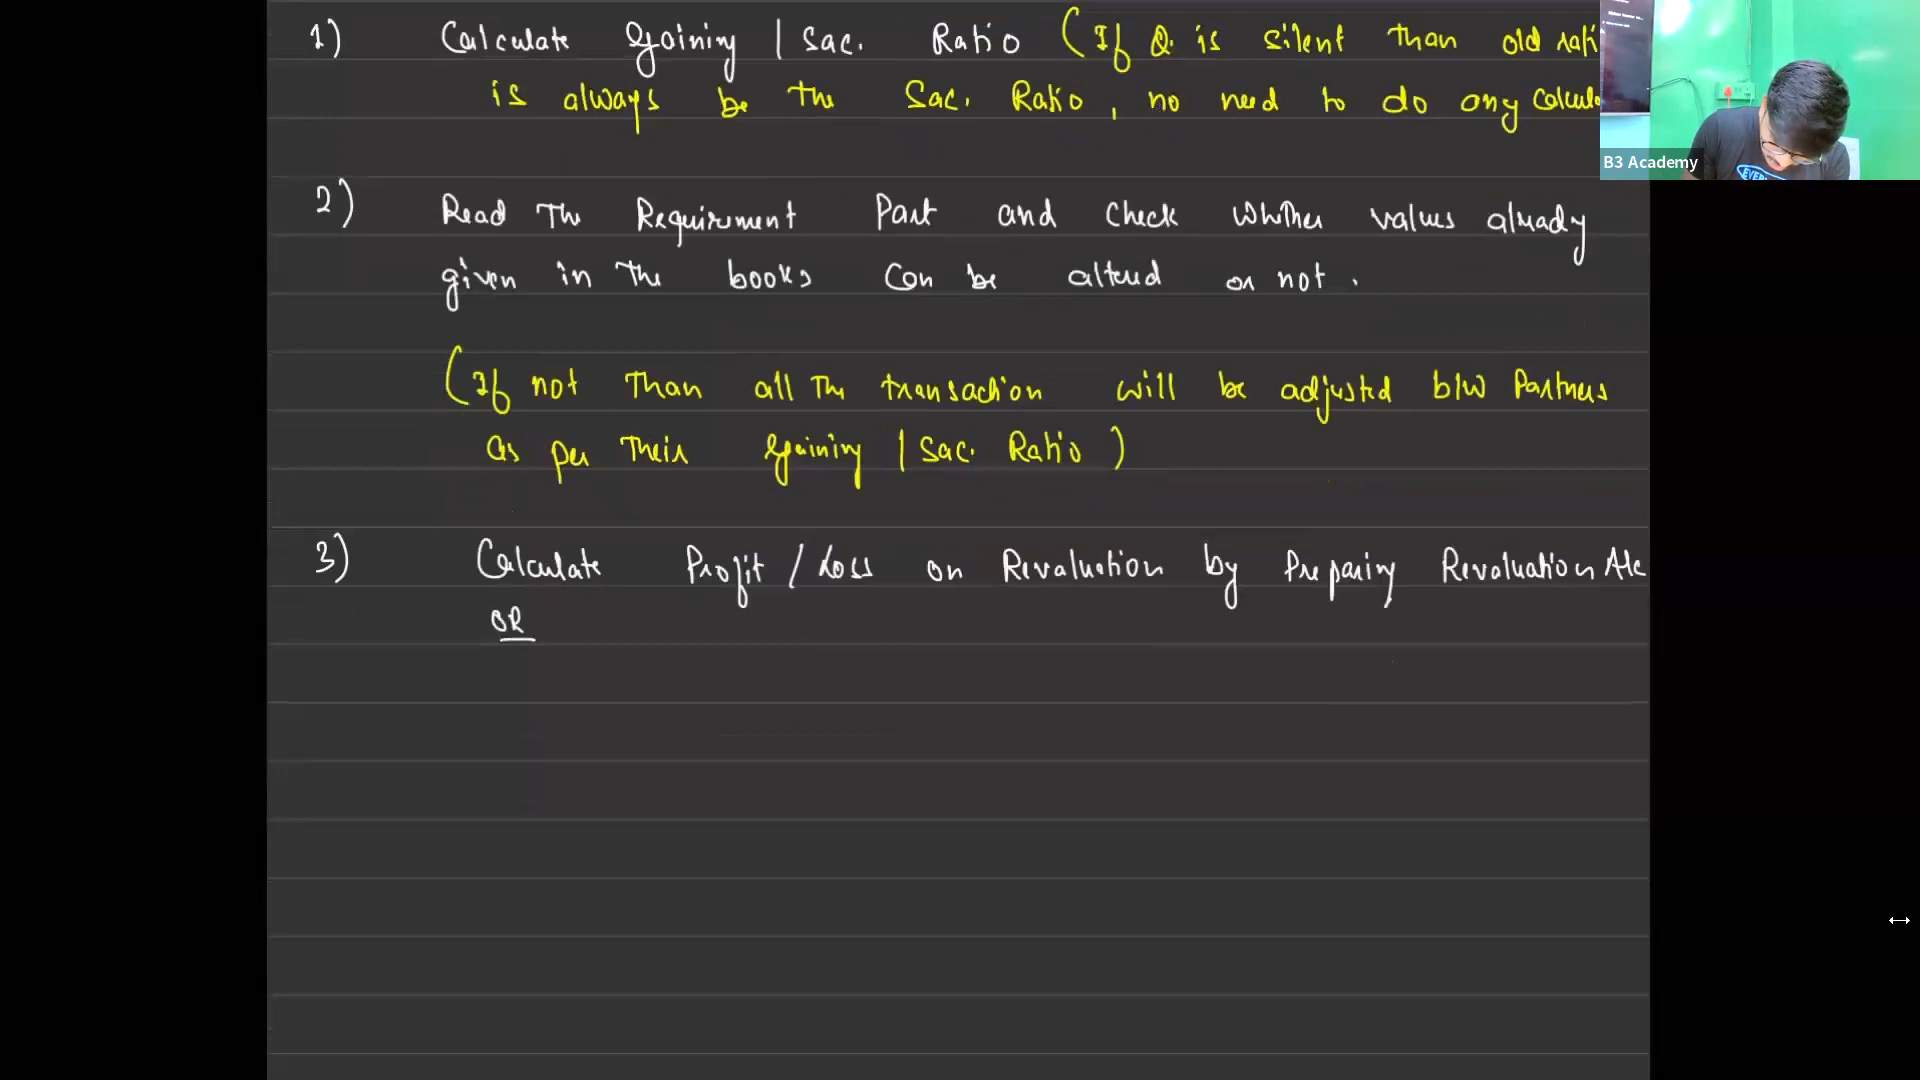 1) Calculate Gaining / Sac. Ratio (If Q. is silent than old rati
is always be the Sac. Ratio, no need to do any Calcula
B3 Academy
2) Read The Requirement Part and Check Whether values already
given in the books Can be altered or not.
(If not Than all The transaction will be adjusted b/w Partners
as per Their Gaining / Sac. Ratio)
3) Calculate Profit / Loss on Revaluation by Preparing Revaluation A/c
OR